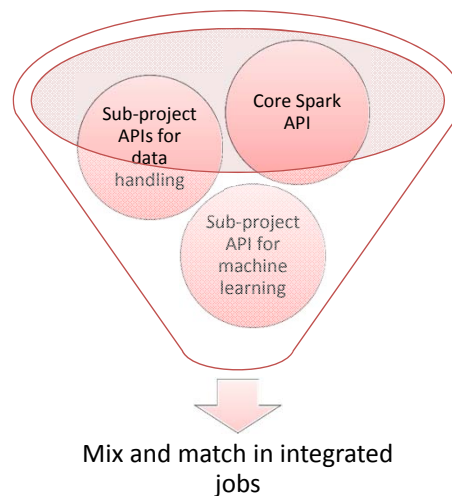 Sub-project
APIs for
data
handling
Core Spark
API
Sub-project
API for
machine
learning
Mix and match in integrated
jobs